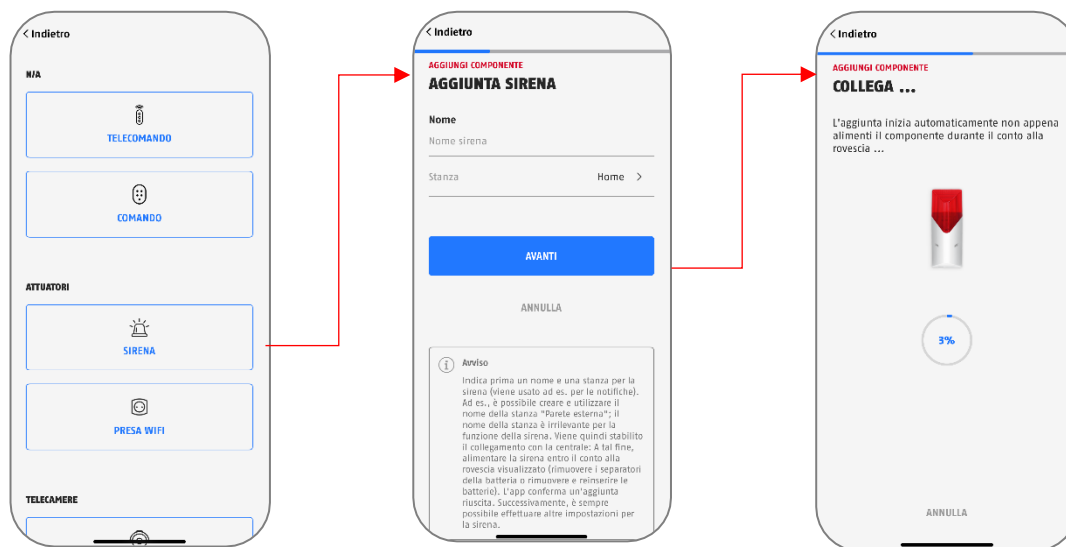 < Indietro
N/A
TELECOMANDO
COMANDO
ATTUATORI
SIRENA
PRESA WIFI
TELECAMERE
< Indietro
AGGIUNGI COMPONENTE
AGGIUNTA SIRENA
Nome
Nome sirena
Stanza Home >
AVANTI
ANNULLA
Avviso
Indica prima un nome e una stanza per la
sirena (viene usato ad es. per le notifiche).
Ad es., è possibile creare e utilizzare il
nome della stanza "Parete esterna"; il
nome della stanza è irrilevante per la
funzione della sirena. Viene quindi stabilito
il collegamento con la centrale: A tal fine,
alimentare la sirena entro il conto alla
rovescia visualizzato (rimuovere i separatori
della batteria o rimuovere e reinserire le
batterie). L'app conferma un'aggiunta
riuscita. Successivamente, è sempre
possibile effettuare altre impostazioni per
la sirena.
< Indietro
AGGIUNGI COMPONENTE
COLLEGA ...
L'aggiunta inizia automaticamente non appena
alimenti il componente durante il conto alla
rovescia ...
3%
ANNULLA